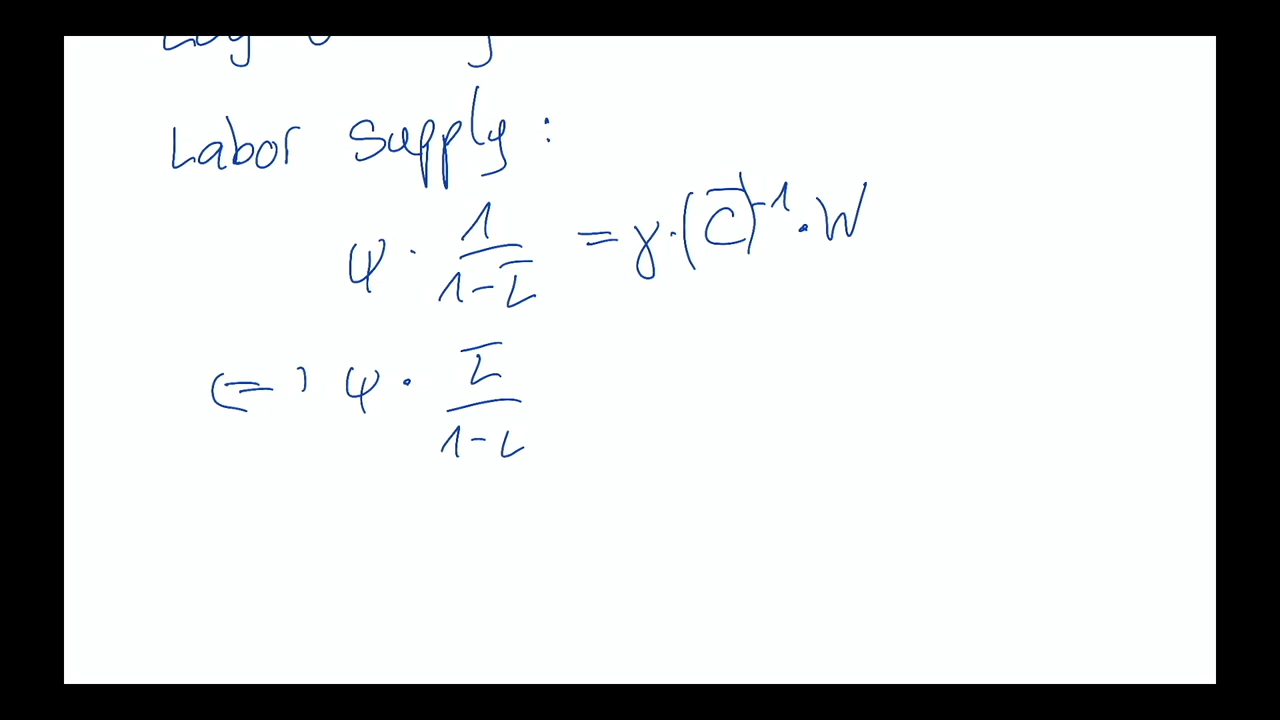 Labor Supply:
ψ · 1/(1-L̄) = γ·(C̄)⁻¹·W
(=) ψ · L̄/(1-L)